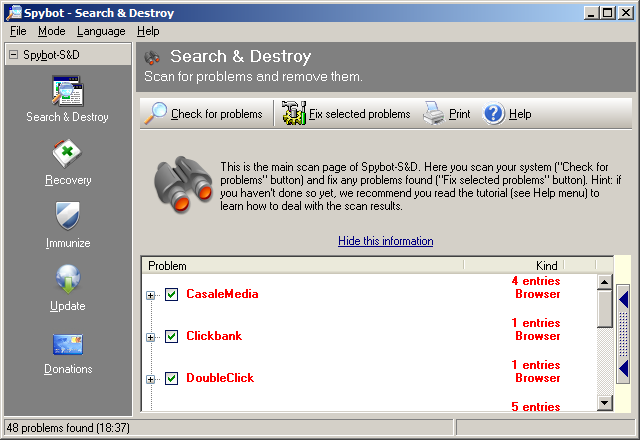 Spybot - Search & Destroy
File Mode Language Help
Spybot-S&D
Search & Destroy
Recovery
Immunize
Update
Donations
Search & Destroy
Scan for problems and remove them.
Check for problems Fix selected problems Print Help
This is the main scan page of Spybot-S&D. Here you scan your system ("Check for
problems" button) and fix any problems found ("Fix selected problems" button). Hint: if
you haven't done so yet, we recommend you read the tutorial (see Help menu) to
learn how to deal with the scan results.
Hide this information
Problem Kind
4 entries
CasaleMedia Browser
1 entries
Clickbank Browser
1 entries
DoubleClick Browser
5 entries
48 problems found (18:37)